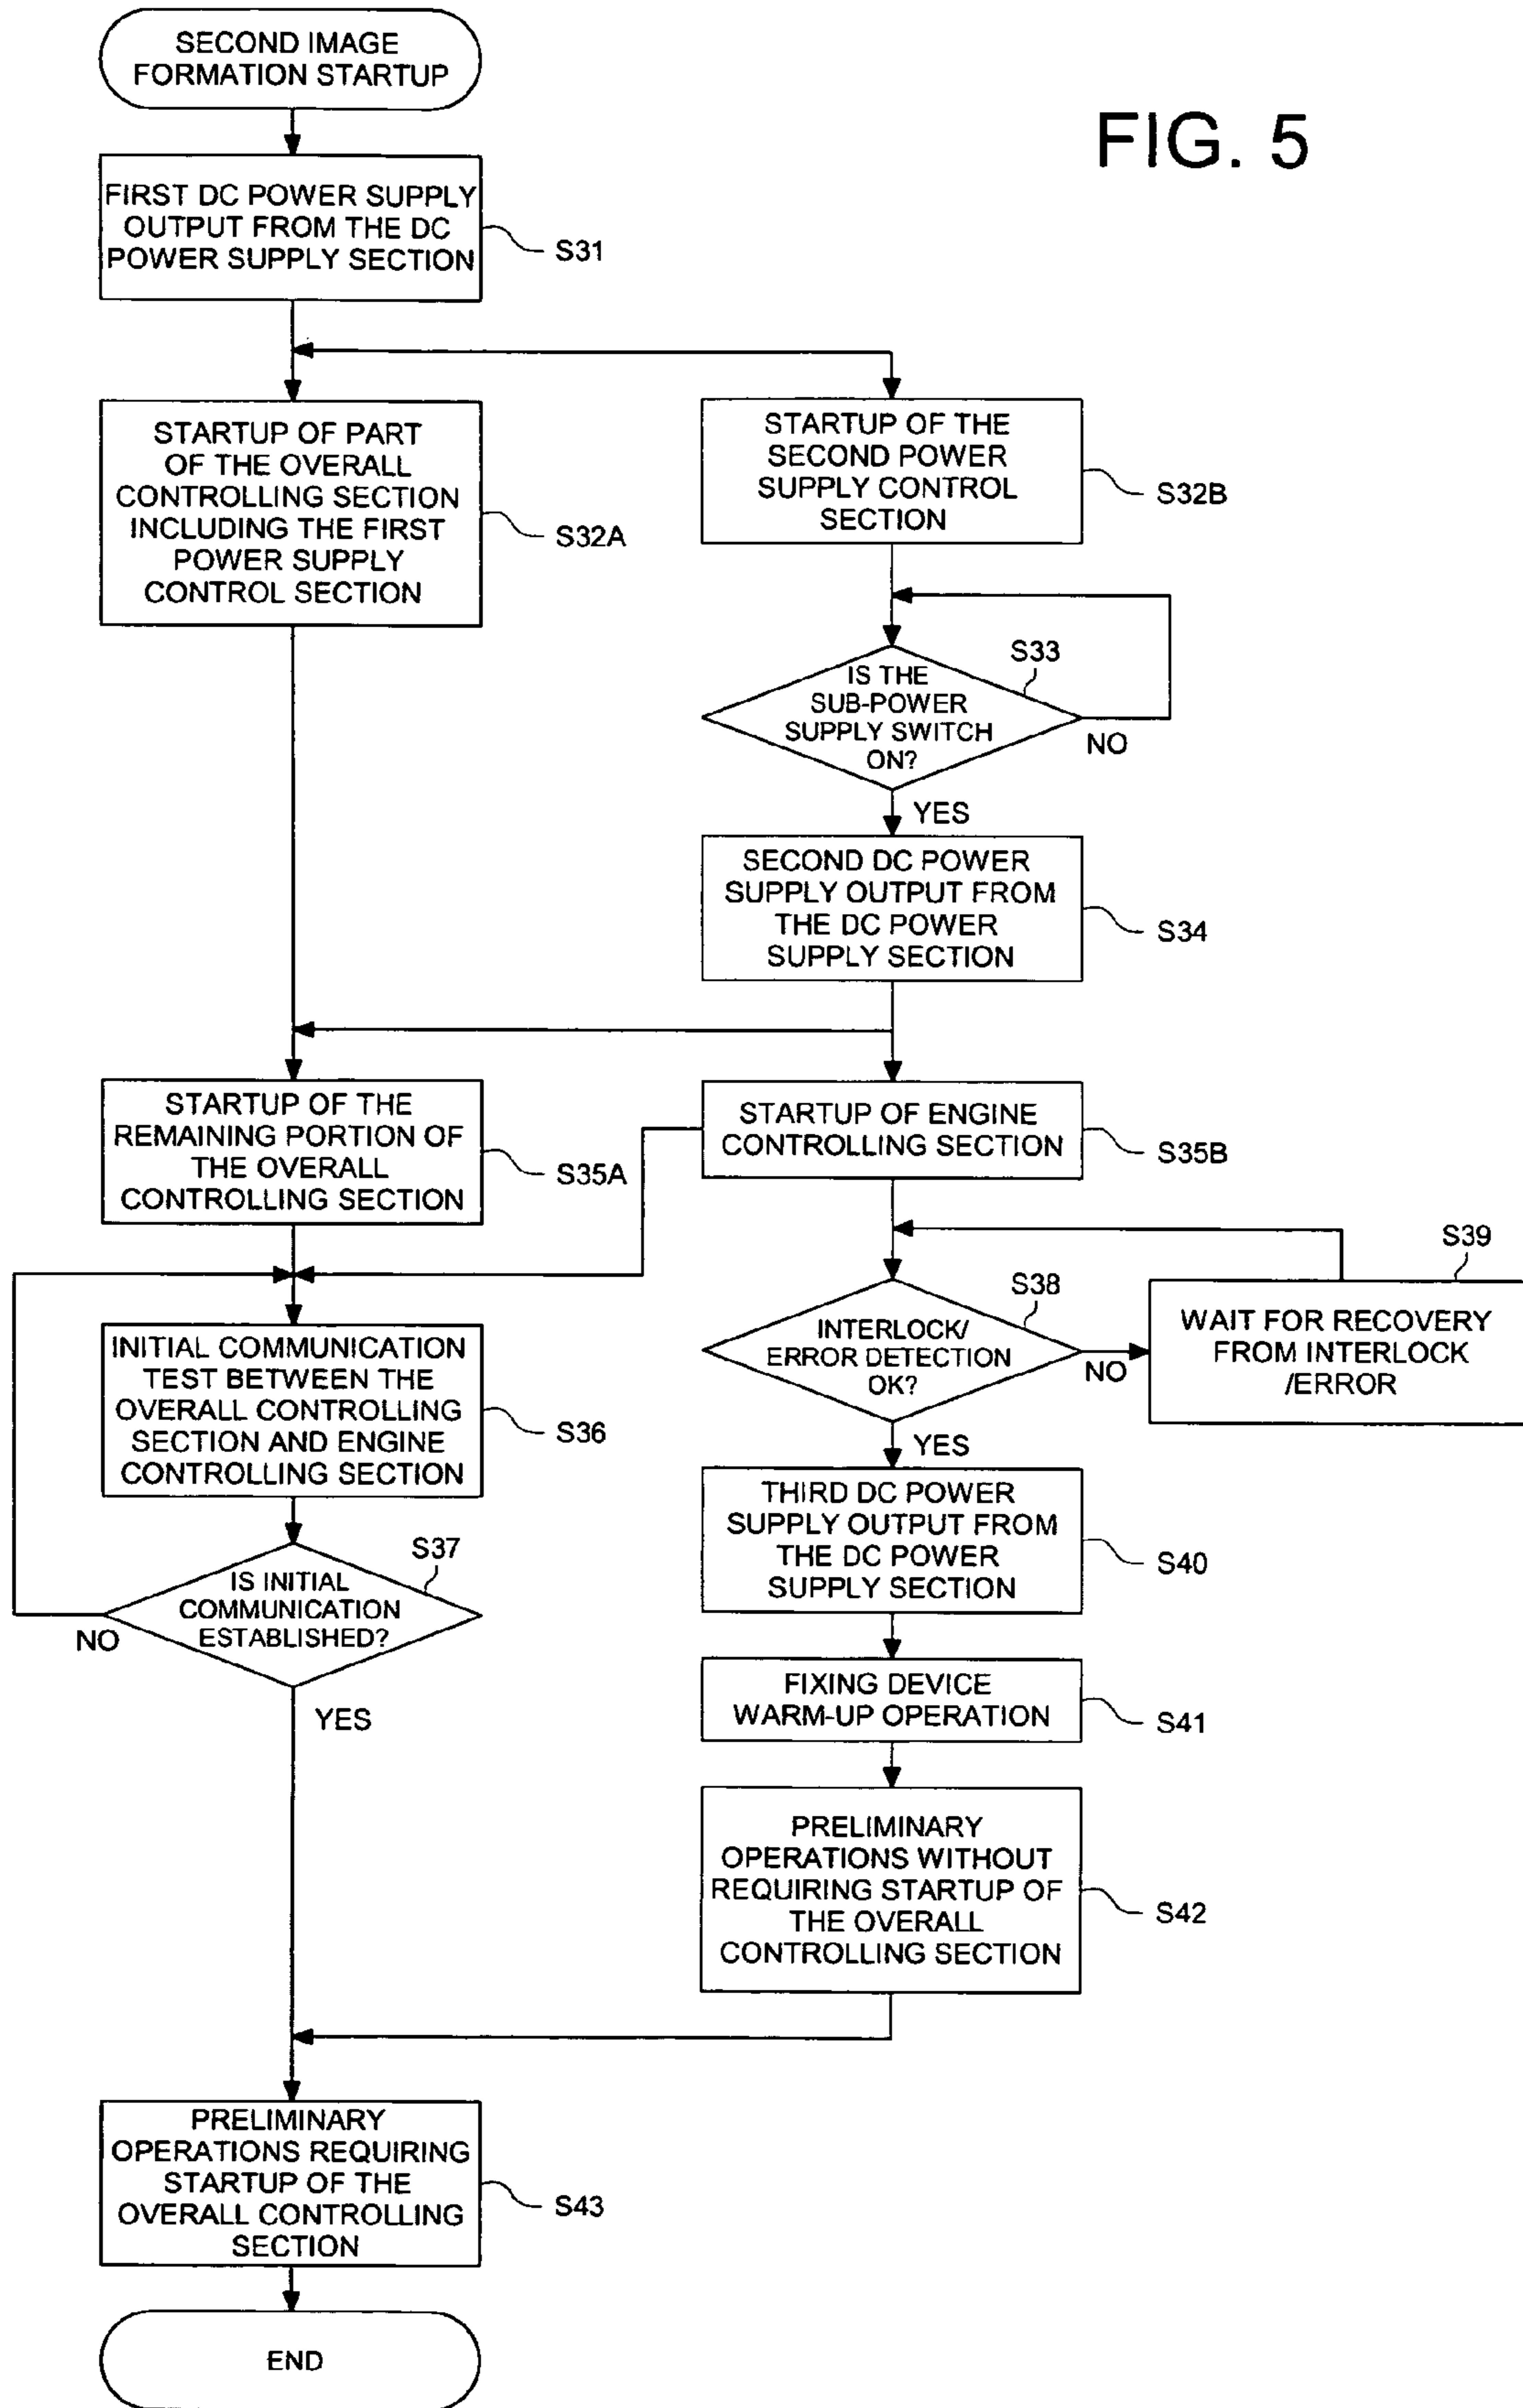 SECOND IMAGE
FORMATION STARTUP
FIG. 5
FIRST DC POWER SUPPLY
OUTPUT FROM THE DC
POWER SUPPLY SECTION
S31
STARTUP OF PART
OF THE OVERALL
CONTROLLING SECTION
INCLUDING THE FIRST
POWER SUPPLY
CONTROL SECTION
S32A
STARTUP OF THE
SECOND POWER
SUPPLY CONTROL
SECTION
S32B
S33
IS THE
SUB-POWER
SUPPLY SWITCH
ON?
NO
YES
SECOND DC POWER
SUPPLY OUTPUT FROM
THE DC POWER
SUPPLY SECTION
S34
STARTUP OF THE
REMAINING PORTION OF
THE OVERALL
CONTROLLING SECTION
S35A
STARTUP OF ENGINE
CONTROLLING SECTION
S35B
INITIAL COMMUNICATION
TEST BETWEEN THE
OVERALL CONTROLLING
SECTION AND ENGINE
CONTROLLING SECTION
S36
S38
INTERLOCK/
ERROR DETECTION
OK?
NO
YES
S39
WAIT FOR RECOVERY
FROM INTERLOCK
/ERROR
S37
IS INITIAL
COMMUNICATION
ESTABLISHED?
NO
YES
THIRD DC POWER
SUPPLY OUTPUT FROM
THE DC POWER
SUPPLY SECTION
S40
FIXING DEVICE
WARM-UP OPERATION
S41
PRELIMINARY
OPERATIONS WITHOUT
REQUIRING STARTUP OF
THE OVERALL
CONTROLLING SECTION
S42
PRELIMINARY
OPERATIONS REQUIRING
STARTUP OF THE
OVERALL CONTROLLING
SECTION
S43
END